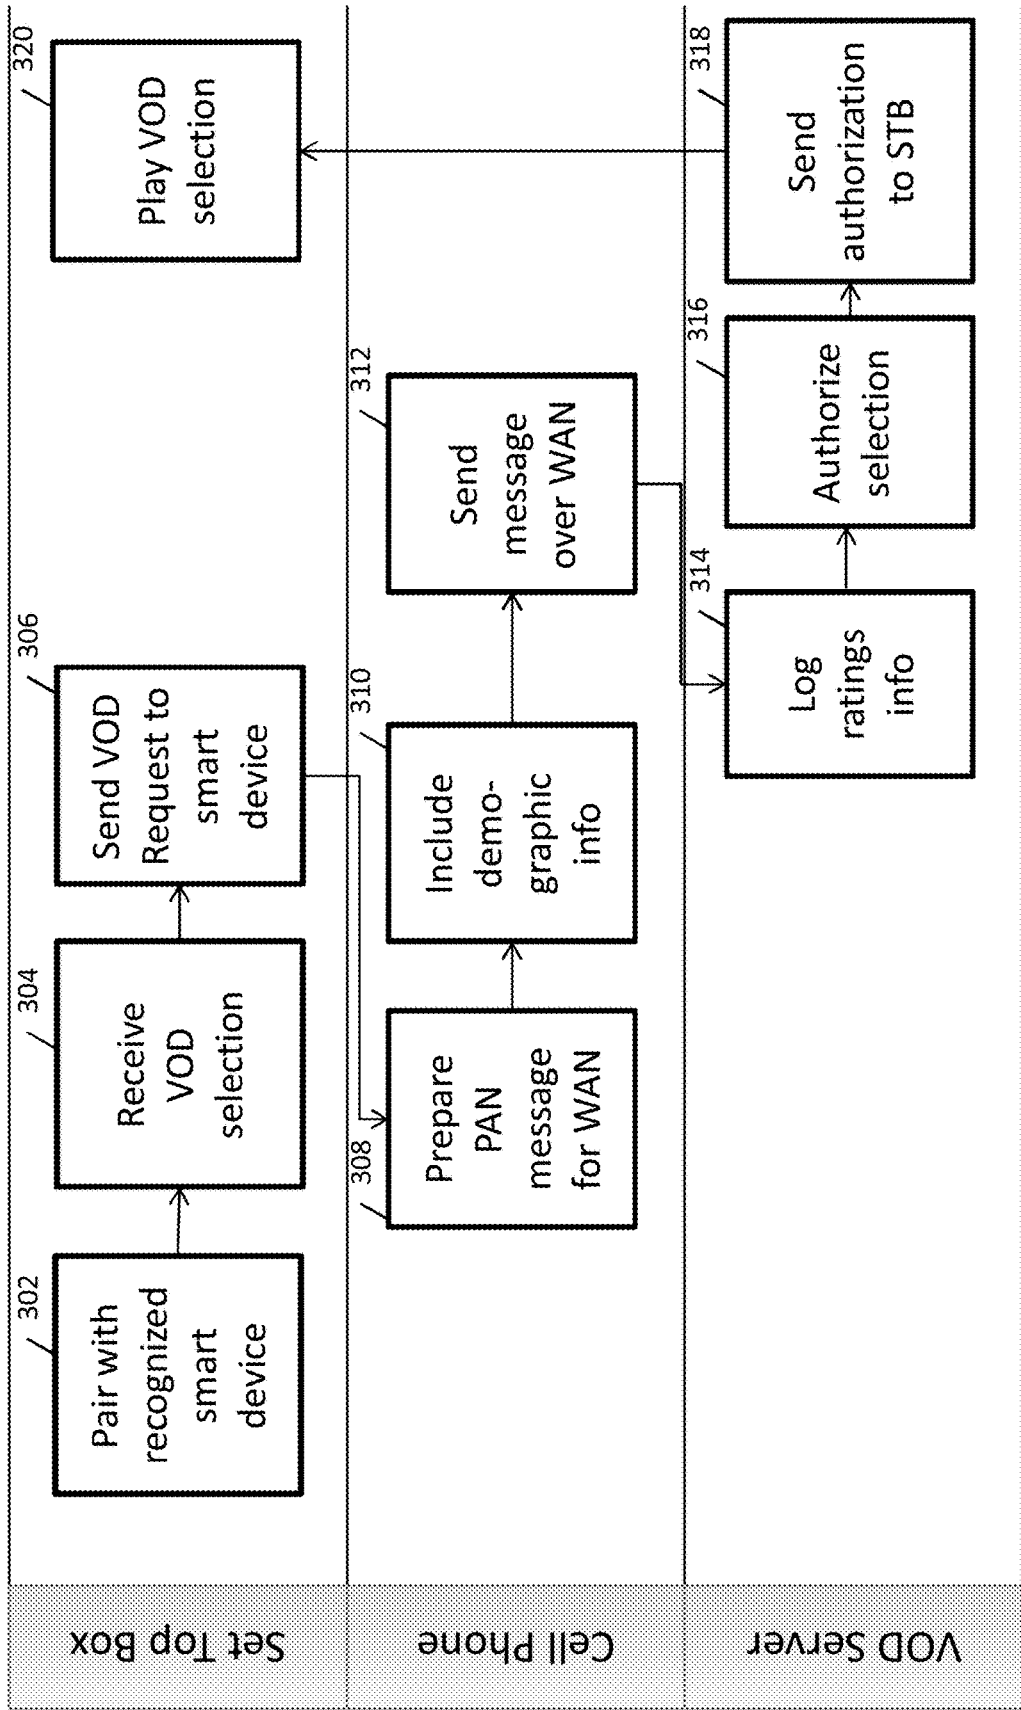 Set Top Box
302
Pair with
recognized
smart
device
304
Receive
VOD
selection
306
Send VOD
Request to
smart
device
320
Play VOD
selection
Cell Phone
308
Prepare
PAN
message
for WAN
310
Include
demo-
graphic
info
312
Send
message
over WAN
VOD Server
314
Log
ratings
info
316
Authorize
selection
318
Send
authorization
to STB